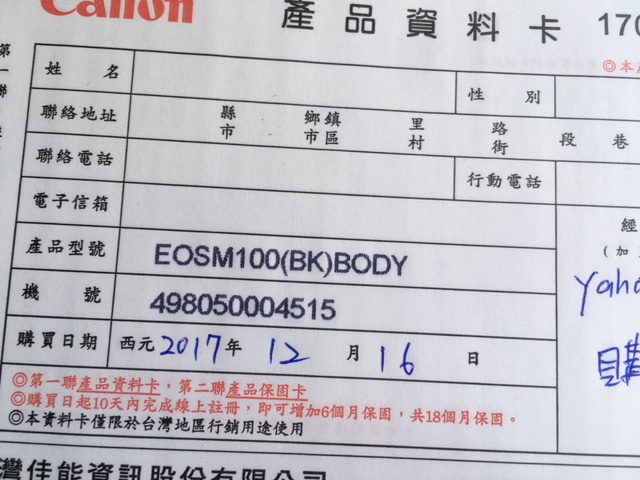 Canon 產品資料卡 170
◎本產
第一聯
姓 名
性 別
聯絡地址 縣市 鄉鎮市區 里村 路街 段 巷
聯絡電話
行動電話
電子信箱
經
(加
產品型號 EOSM100(BK)BODY
機 號 498050004515
Yaho
購
購買日期 西元2017年 12 月 16 日
◎第一聯產品資料卡,第二聯產品保固卡
◎購買日起10天內完成線上註冊,即可增加6個月保固,共18個月保固。
◎本資料卡僅限於台灣地區行銷用途使用
灣佳能資訊股份有限公司